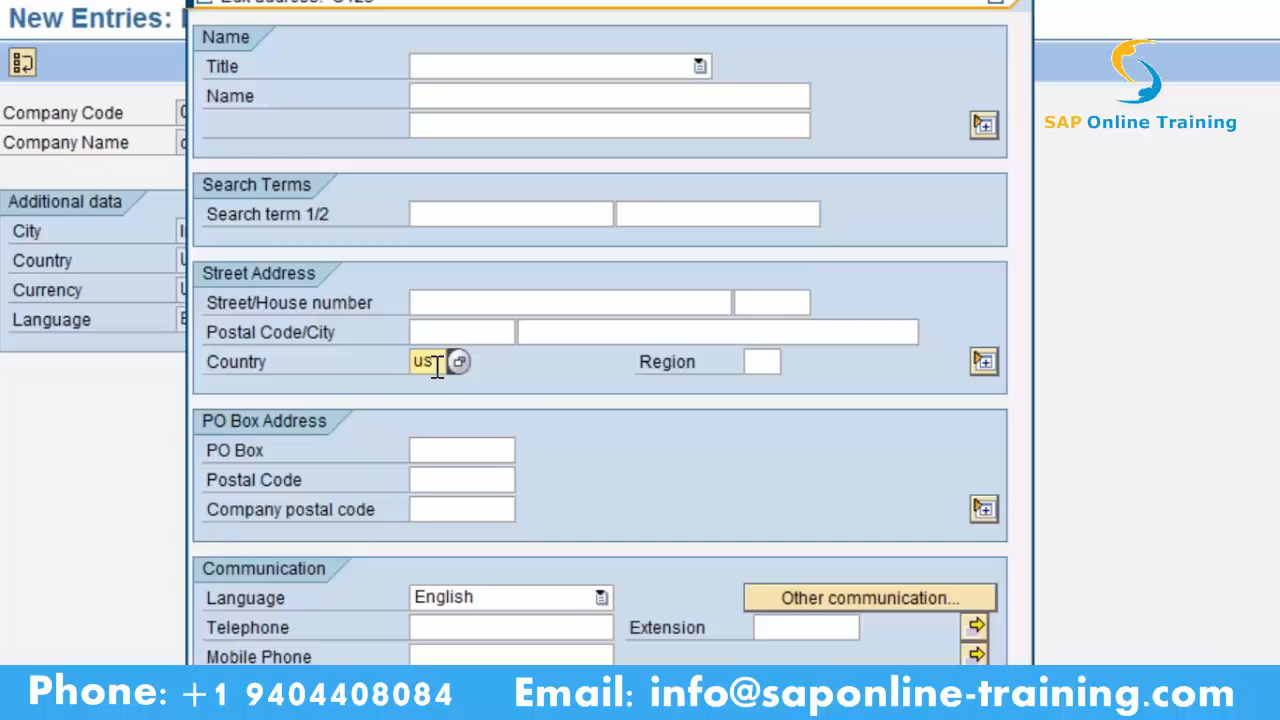 New Entries:
Name
Title
Name
Search Terms
Search term 1/2
Street Address
Street/House number
Postal Code/City
Country us Region
PO Box Address
PO Box
Postal Code
Company postal code
Communication
Language English Other communication...
Telephone Extension
Mobile Phone
Company Code
Company Name
Additional data
City
Country
Currency
Language
SAP Online Training
Phone: +1 9404408084 Email: info@saponline-training.com